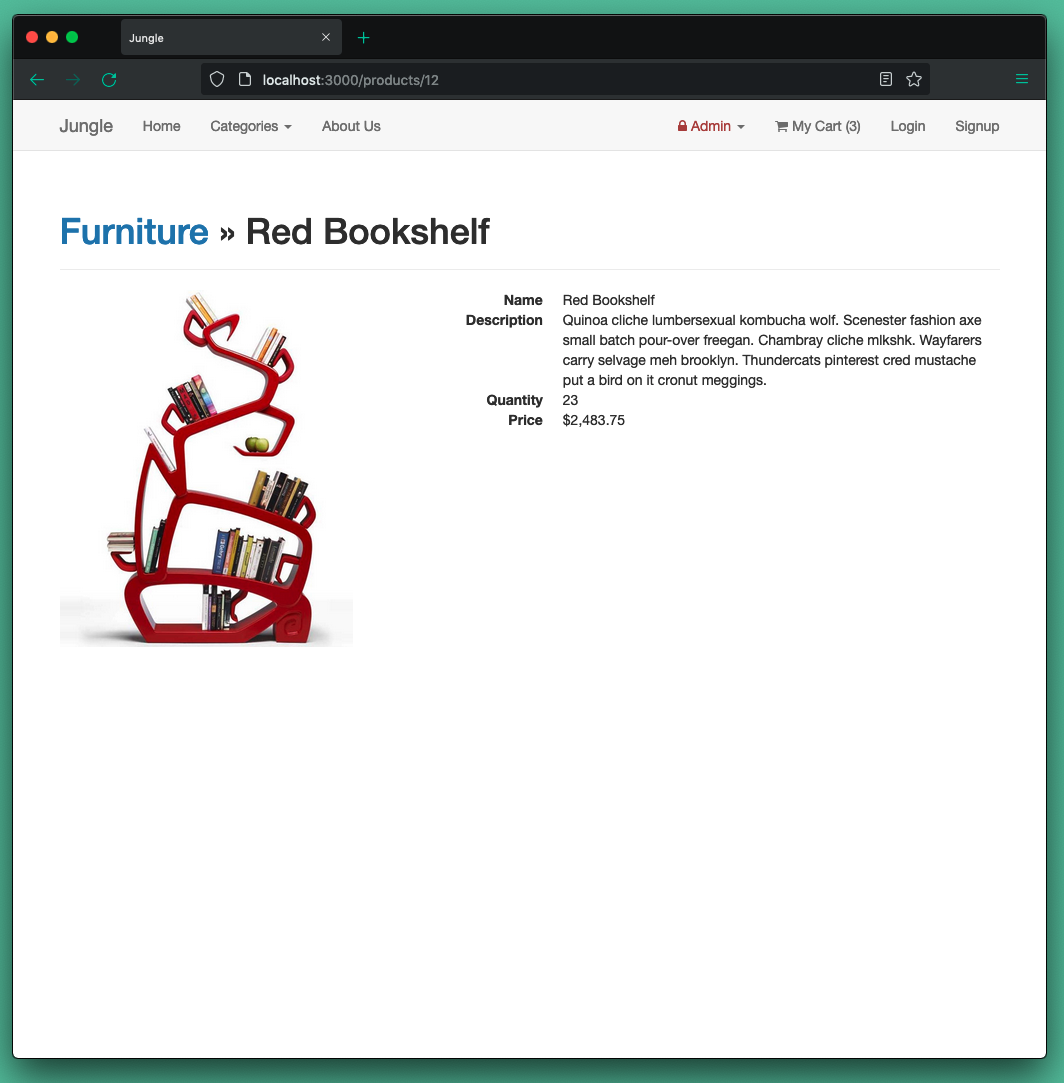 Jungle
localhost:3000/products/12
Jungle Home Categories About Us Admin My Cart (3) Login Signup
Furniture » Red Bookshelf
Name Red Bookshelf
Description Quinoa cliche lumbersexual kombucha wolf. Scenester fashion axe
small batch pour-over freegan. Chambray cliche mlkshk. Wayfarers
carry selvage meh brooklyn. Thundercats pinterest cred mustache
put a bird on it cronut meggings.
Quantity 23
Price $2,483.75